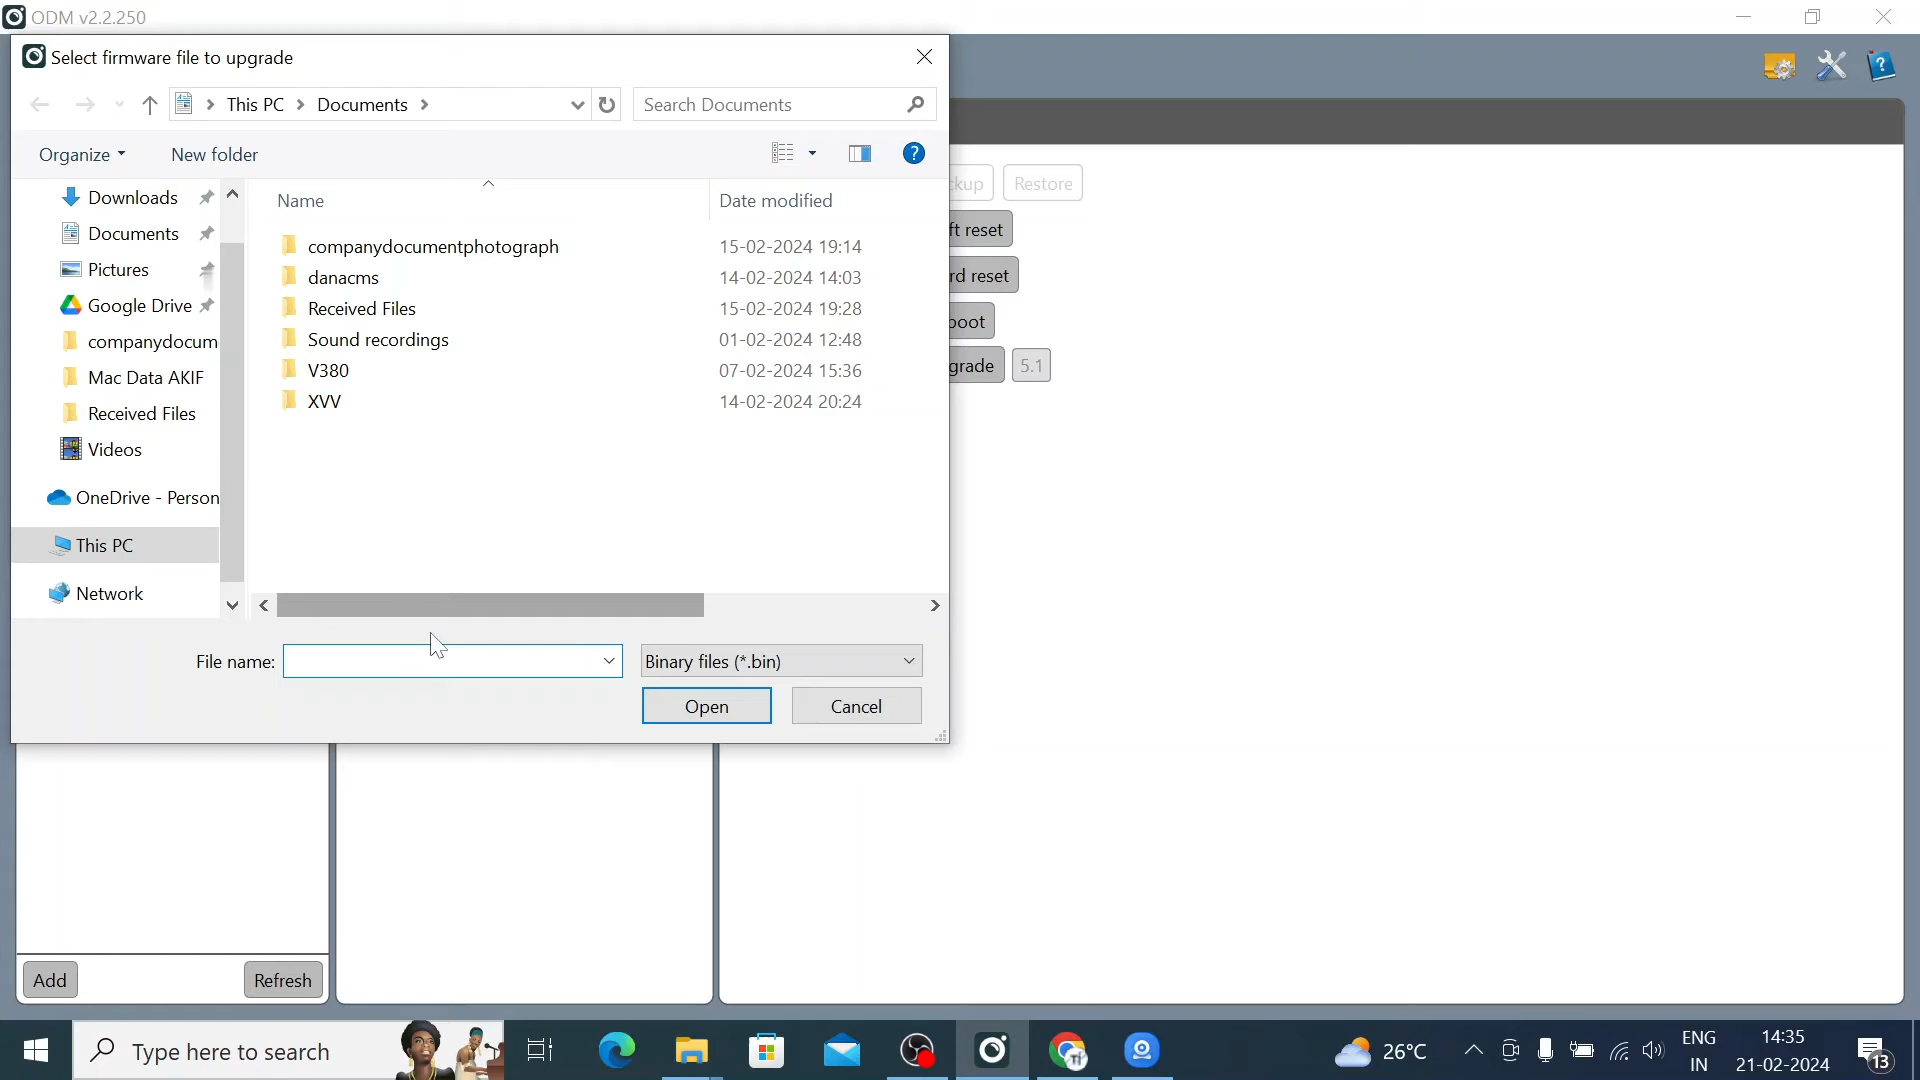 ODM v2.2.250
Select firmware file to upgrade
This PC > Documents >
Search Documents
Organize
New folder
?
?
Name
Date modified
Downloads
Documents
Pictures
Google Drive
companydocum
Mac Data AKIF
Received Files
Videos
OneDrive - Person
This PC
Network
companydocumentphotograph 15-02-2024 19:14
danacms 14-02-2024 14:03
Received Files 15-02-2024 19:28
Sound recordings 01-02-2024 12:48
V380 07-02-2024 15:36
XVV 14-02-2024 20:24
ckup
Restore
ft reset
rd reset
boot
grade
5.1
File name:
Binary files (*.bin)
Open
Cancel
Add
Refresh
Type here to search
26°C
ENG
IN
14:35
21-02-2024
13